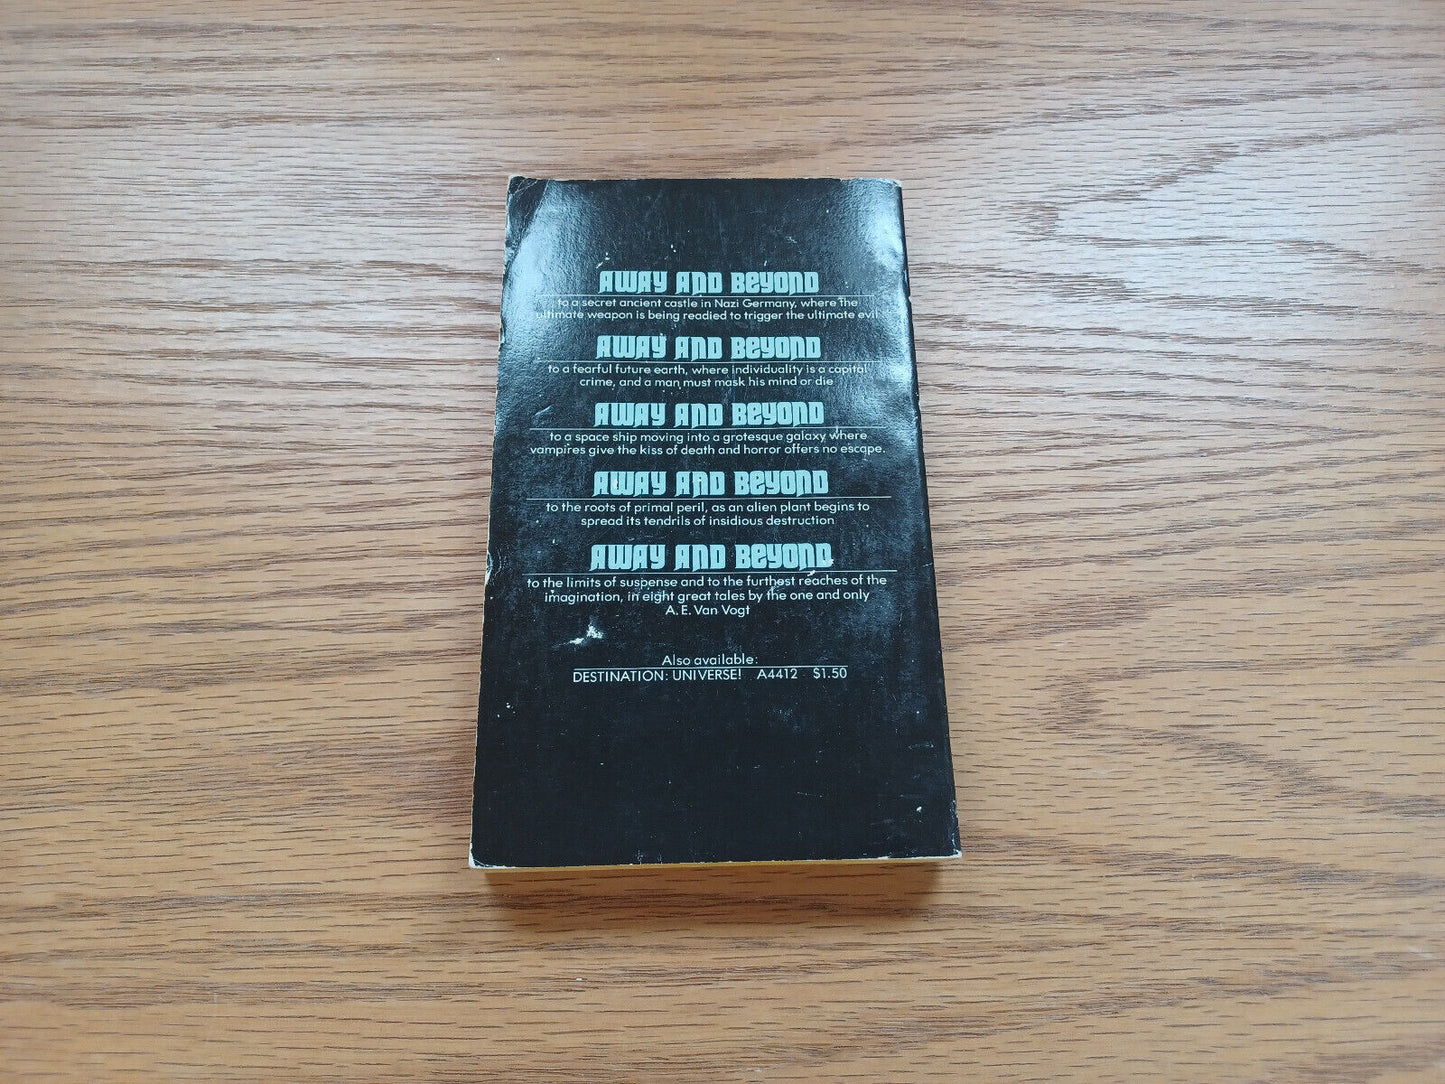 AWAY AND BEYOND
to a secret ancient castle in Nazi Germany, where the
ultimate weapon is being readied to trigger the ultimate evil
AWAY AND BEYOND
to a fearful future earth, where individuality is a capital
crime, and a man must mask his mind or die
AWAY AND BEYOND
to a space ship moving into a grotesque galaxy where
vampires give the kiss of death and horror offers no escape.
AWAY AND BEYOND
to the roots of primal peril, as an alien plant begins to
spread its tendrils of insidious destruction
AWAY AND BEYOND
to the limits of suspense and to the furthest reaches of the
imagination, in eight great tales by the one and only
A. E. Van Vogt
Also available:
DESTINATION: UNIVERSE! A4412 $1.50